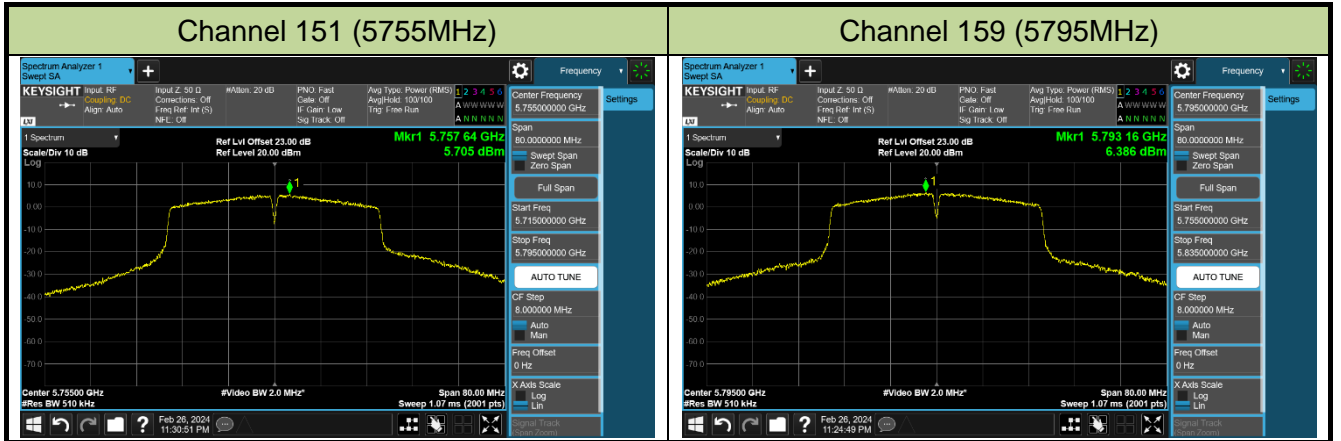 Channel 151 (5755MHz)
Spectrum Analyzer 1
Swept SA
+
Frequency
KEYSIGHT
Input: RF
Coupling: DC
Align: Auto
Input Z: 50 Ω
Corrections: Off
Freq Ref: Int (S)
NFE: Off
#Atten: 20 dB
PNO: Fast
Gate: Off
IF Gain: Low
Sig Track: Off
Avg Type: Power (RMS)
Avg|Hold: 100/100
Trig: Free Run
1 2 3 4 5 6
A W W W W W
A N N N N N
LXI
Center Frequency
5.755000000 GHz
Settings
Span
80.0000000 MHz
Swept Span
Zero Span
Full Span
Start Freq
5.715000000 GHz
Stop Freq
5.795000000 GHz
AUTO TUNE
CF Step
8.000000 MHz
Auto
Man
Freq Offset
0 Hz
X Axis Scale
Log
Lin
Signal Track
(Span Zoom)
1 Spectrum
Scale/Div 10 dB
Log
Ref Lvl Offset 23.00 dB
Ref Level 20.00 dBm
Mkr1 5.757 64 GHz
5.705 dBm
1
10.0
0.00
-10.0
-20.0
-30.0
-40.0
-50.0
-60.0
-70.0
Center 5.75500 GHz
#Res BW 510 kHz
#Video BW 2.0 MHz*
Span 80.00 MHz
Sweep 1.07 ms (2001 pts)
?
Feb 26, 2024
11:30:51 PM
Channel 159 (5795MHz)
Spectrum Analyzer 1
Swept SA
+
Frequency
KEYSIGHT
Input: RF
Coupling: DC
Align: Auto
Input Z: 50 Ω
Corrections: Off
Freq Ref: Int (S)
NFE: Off
#Atten: 20 dB
PNO: Fast
Gate: Off
IF Gain: Low
Sig Track: Off
Avg Type: Power (RMS)
Avg|Hold: 100/100
Trig: Free Run
1 2 3 4 5 6
A W W W W W
A N N N N N
LXI
Center Frequency
5.795000000 GHz
Settings
Span
80.0000000 MHz
Swept Span
Zero Span
Full Span
Start Freq
5.755000000 GHz
Stop Freq
5.835000000 GHz
AUTO TUNE
CF Step
8.000000 MHz
Auto
Man
Freq Offset
0 Hz
X Axis Scale
Log
Lin
Signal Track
(Span Zoom)
1 Spectrum
Scale/Div 10 dB
Log
Ref Lvl Offset 23.00 dB
Ref Level 20.00 dBm
Mkr1 5.793 16 GHz
6.386 dBm
1
10.0
0.00
-10.0
-20.0
-30.0
-40.0
-50.0
-60.0
-70.0
Center 5.79500 GHz
#Res BW 510 kHz
#Video BW 2.0 MHz*
Span 80.00 MHz
Sweep 1.07 ms (2001 pts)
?
Feb 26, 2024
11:24:49 PM